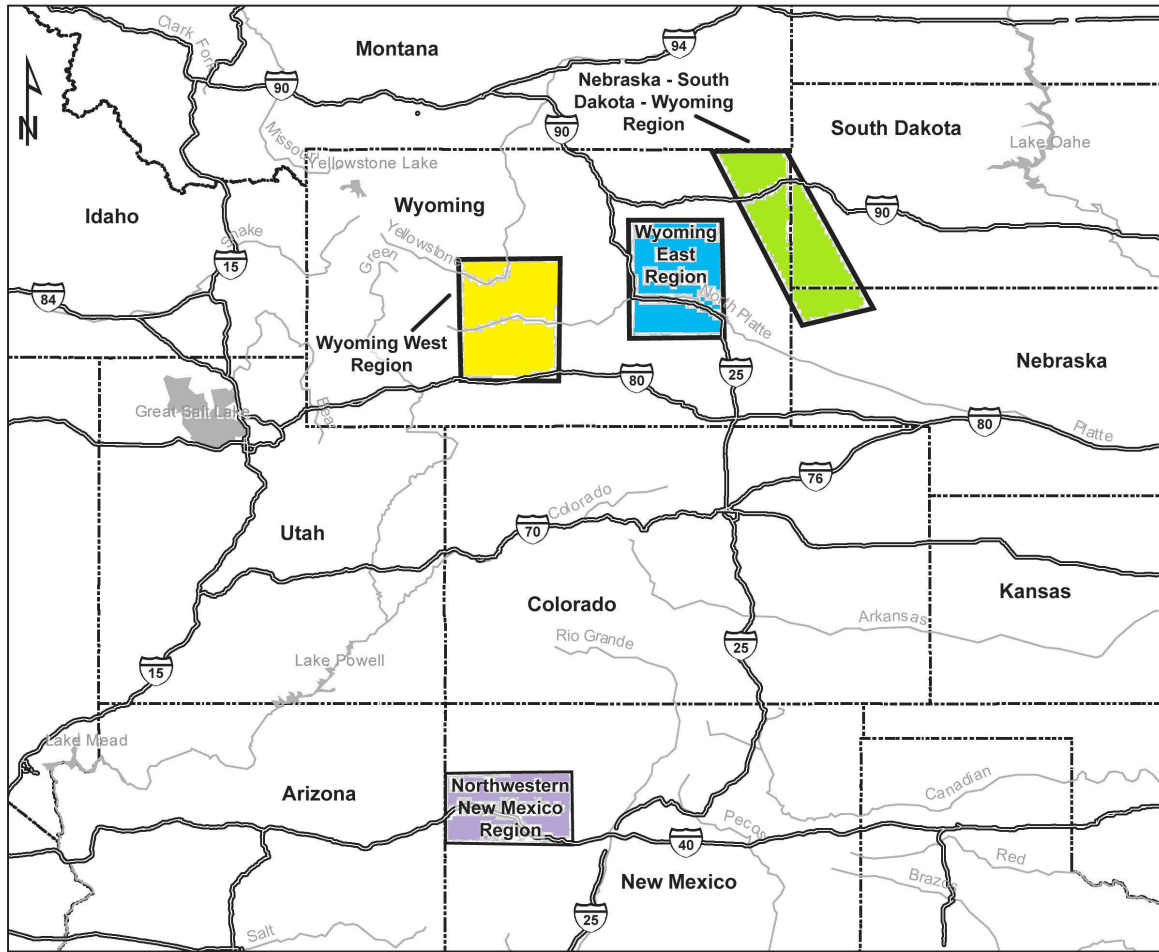 Clark Fork
Montana
94
90
Nebraska - South
Dakota - Wyoming
Region
90
South Dakota
Lake Oahe
N
Missouri
Yellowstone Lake
Idaho
Wyoming
Snake
Yellowstone
Green
Wyoming
East
Region
90
15
84
North Platte
Wyoming West
Region
Nebraska
80
25
Great Salt Lake
Bear
80
Platte
76
Utah
Colorado
70
Colorado
Kansas
Rio Grande
Arkansas
25
15
Lake Powell
Lake Mead
Arizona
Northwestern
New Mexico
Region
Canadian
Pecos
40
Red
Brazos
New Mexico
25
Salt